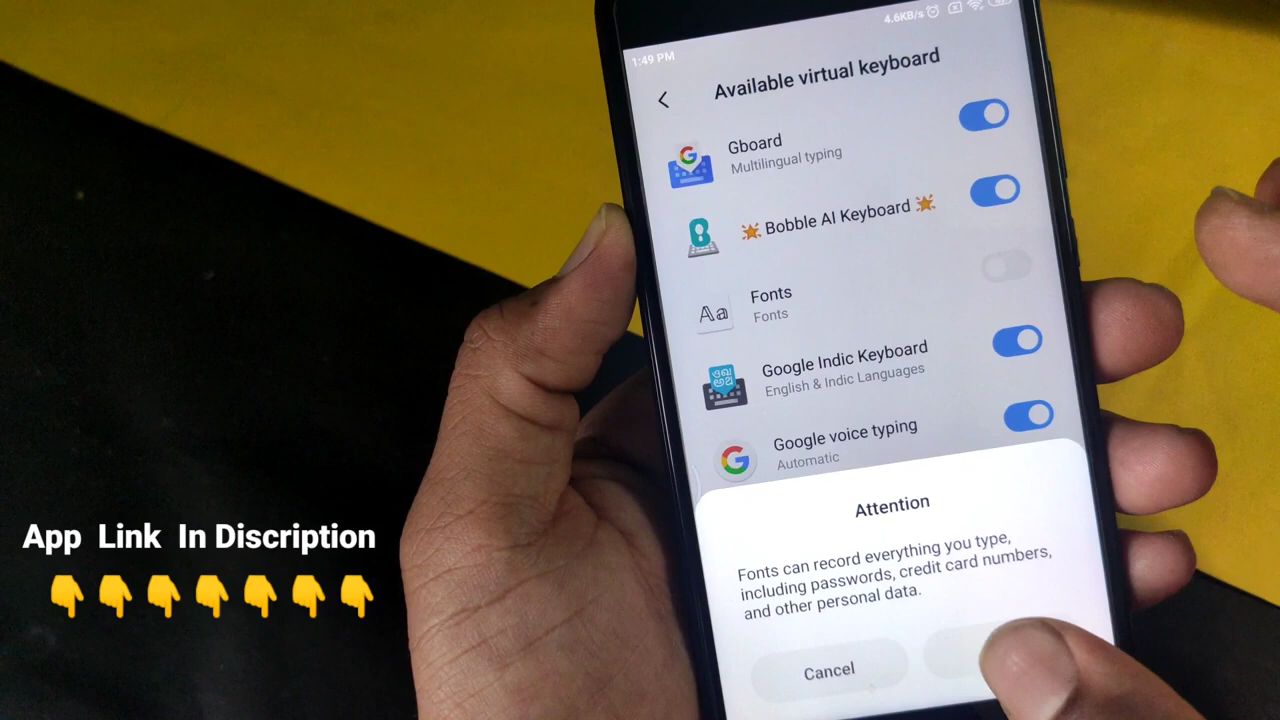 4.6KB/s
1:49 PM
Available virtual keyboard
Gboard
Multilingual typing
🌟 Bobble AI Keyboard 🌟
Aa
Fonts
Fonts
Google Indic Keyboard
English & Indic Languages
Google voice typing
Automatic
Attention
Fonts can record everything you type,
including passwords, credit card numbers,
and other personal data.
Cancel
App Link In Discription
👇👇👇👇👇👇👇